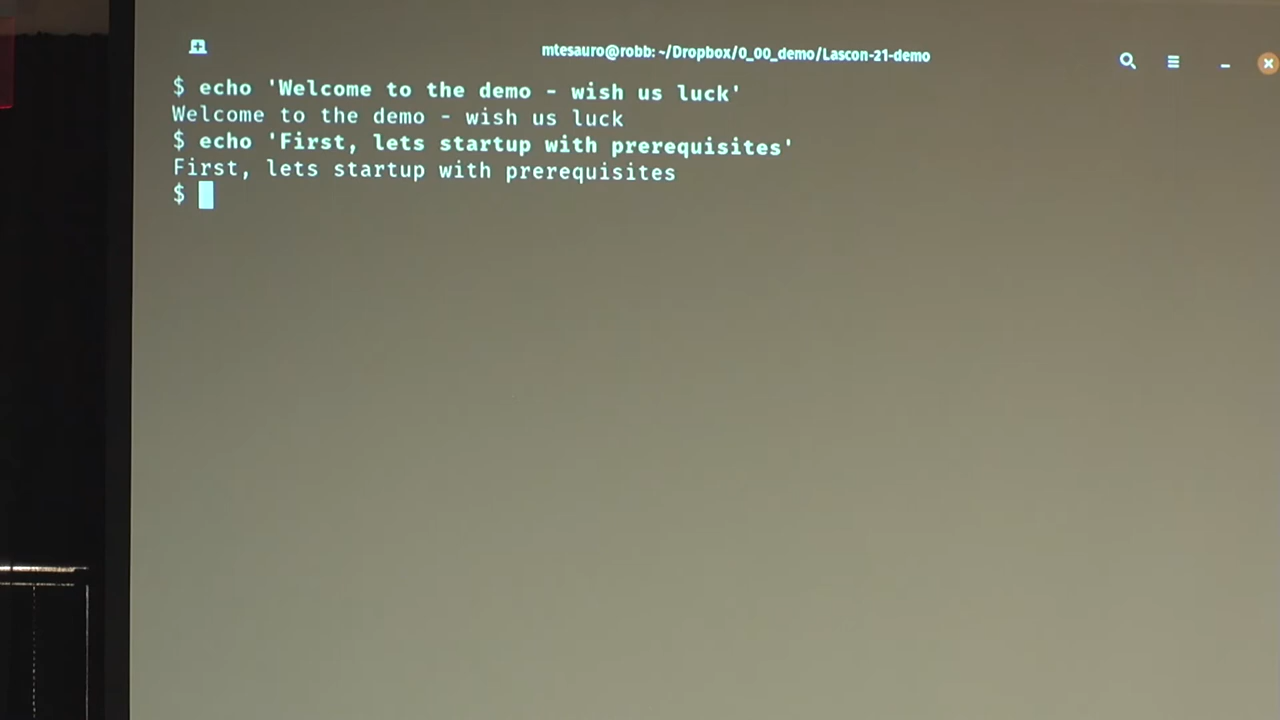 mtesauro@robb: ~/Dropbox/0_00_demo/Lascon-21-demo
$ echo 'Welcome to the demo - wish us luck'
Welcome to the demo - wish us luck
$ echo 'First, lets startup with prerequisites'
First, lets startup with prerequisites
$